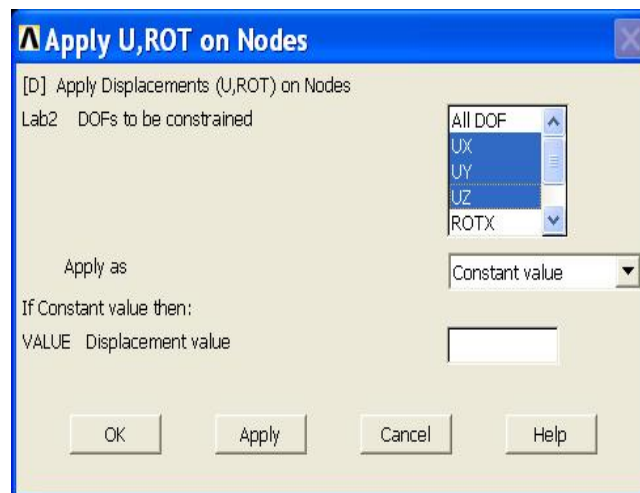 Apply U,ROT on Nodes
[D] Apply Displacements (U,ROT) on Nodes
Lab2 DOFs to be constrained
All DOF
UX
UY
UZ
ROTX
Apply as
Constant value
If Constant value then:
VALUE Displacement value
OK Apply Cancel Help